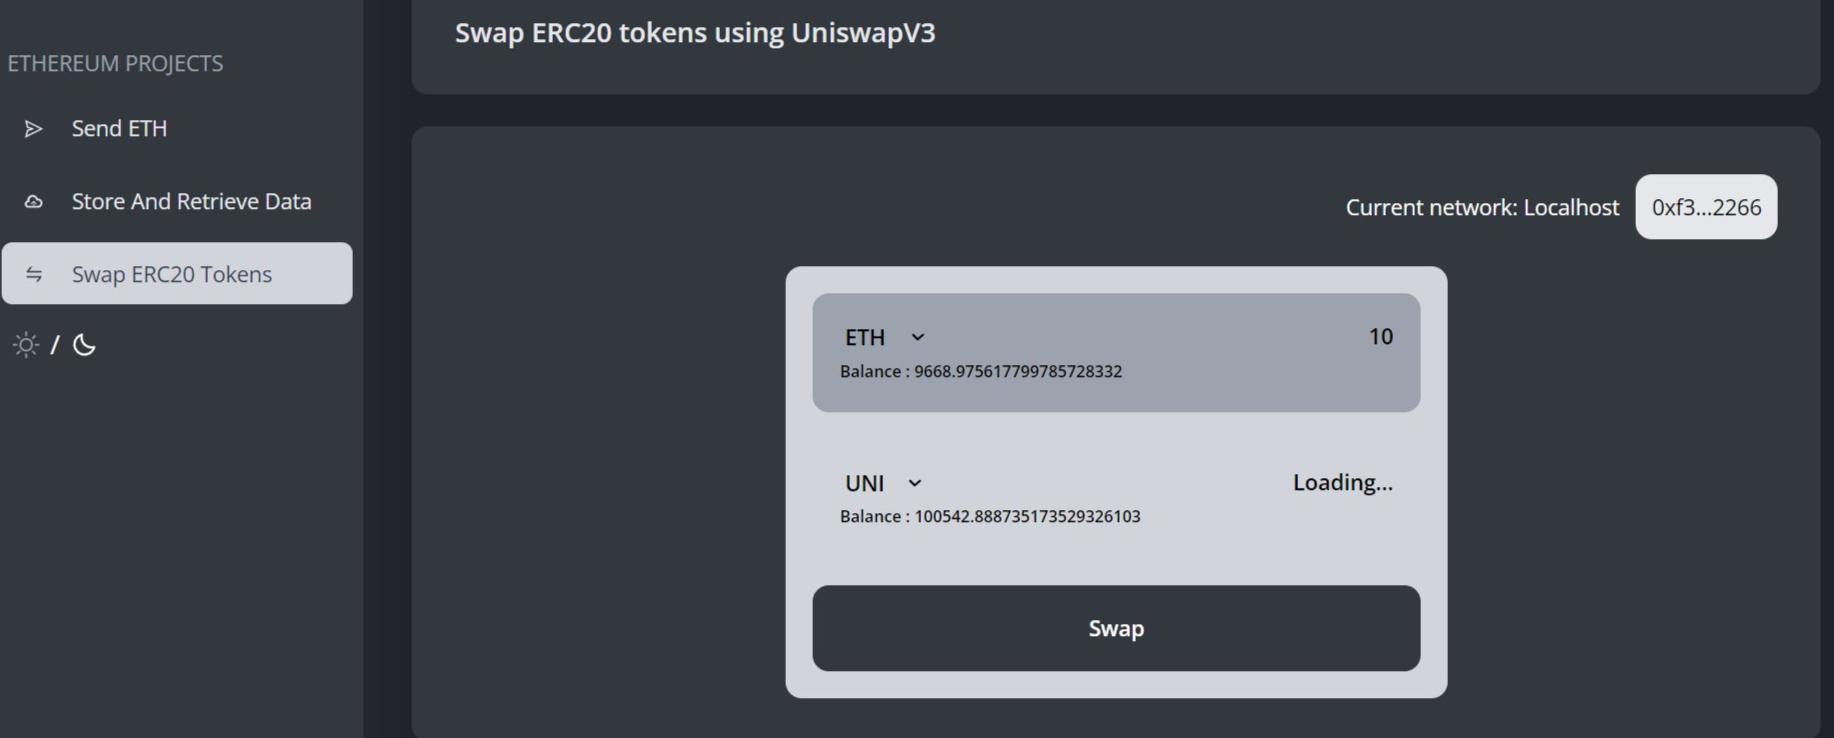 Swap ERC20 tokens using UniswapV3
ETHEREUM PROJECTS
Send ETH
Store And Retrieve Data
Swap ERC20 Tokens
/
Current network: Localhost
0xf3...2266
ETH
10
Balance : 9668.975617799785728332
UNI
Loading...
Balance : 100542.888735173529326103
Swap